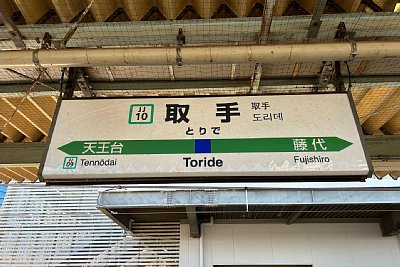 JJ
10
取手
とりで
取手
토리데
天王台
藤代
JJ
09
Tennōdai
Toride
Fujishiro